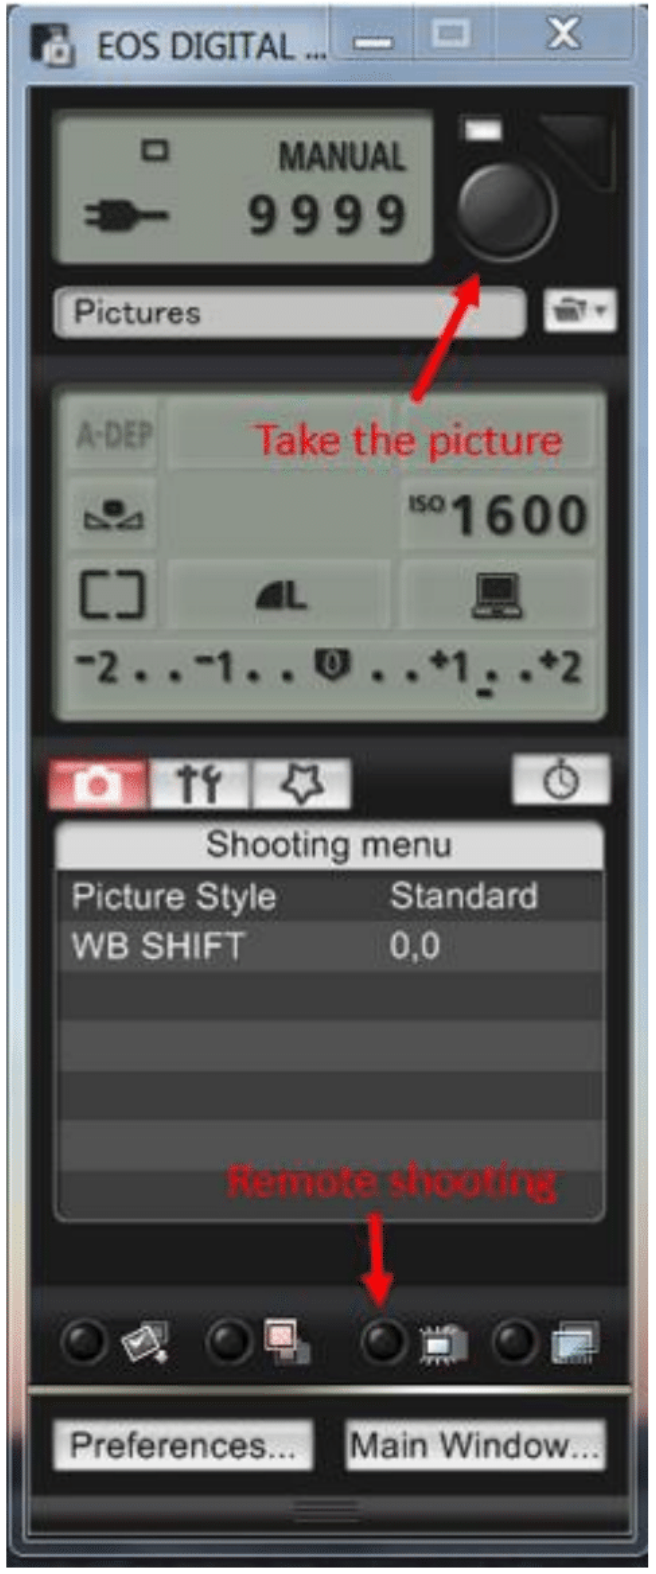 EOS DIGITAL ...
MANUAL
9999
Pictures
Take the picture
A-DEP
ISO 1600
L
-2 . . -1 . . 0 . . +1 . . +2
Shooting menu
Picture Style Standard
WB SHIFT 0,0
Remote shooting
Preferences... Main Window...